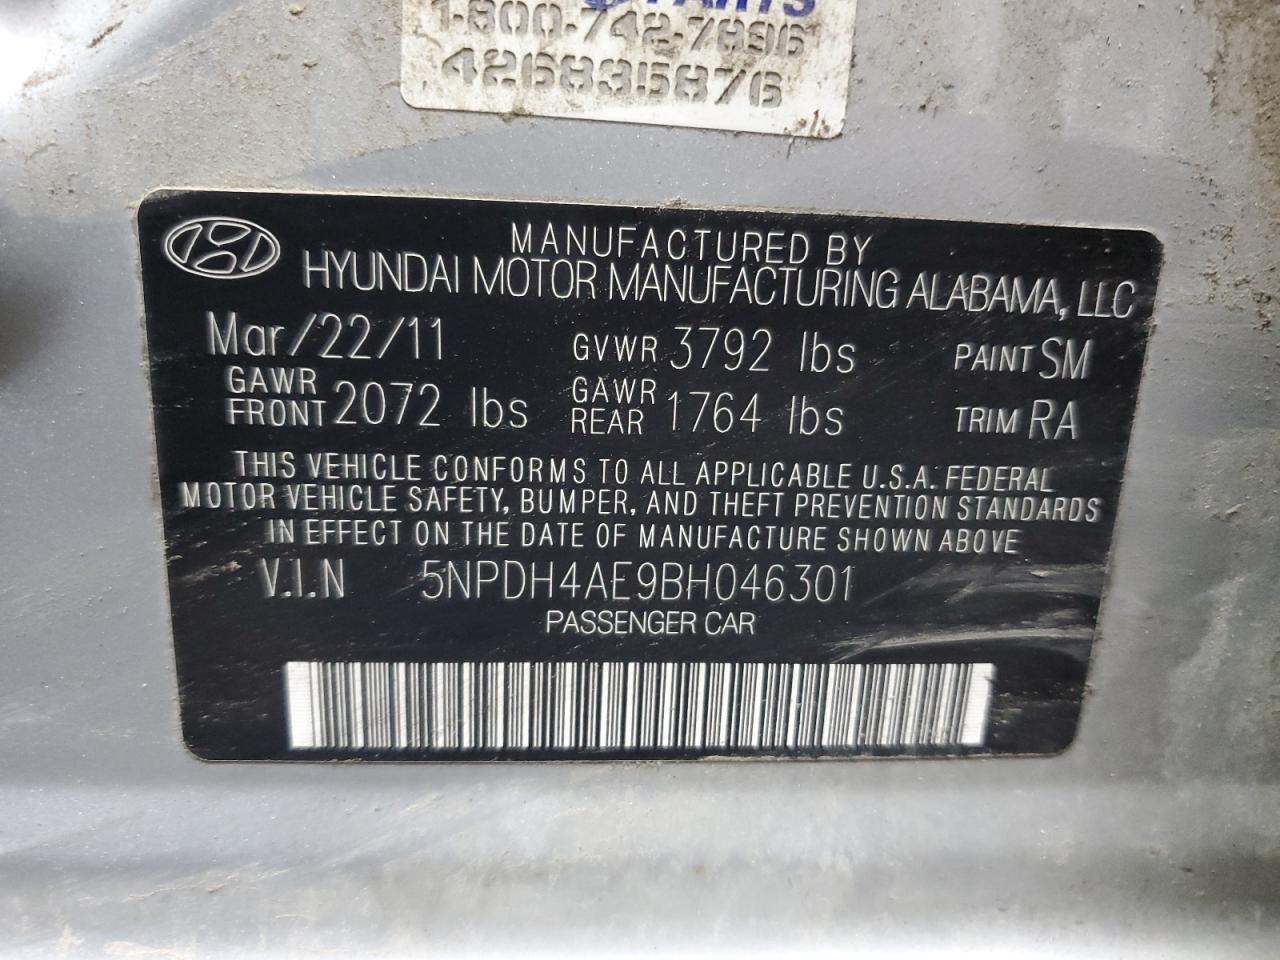 PARTS
1-800-742-7896
426835876
MANUFACTURED BY
HYUNDAI MOTOR MANUFACTURING ALABAMA, LLC
Mar/22/11 GVWR 3792 lbs PAINT SM
GAWR FRONT 2072 lbs GAWR REAR 1764 lbs TRIM RA
THIS VEHICLE CONFORMS TO ALL APPLICABLE U.S.A. FEDERAL
MOTOR VEHICLE SAFETY, BUMPER, AND THEFT PREVENTION STANDARDS
IN EFFECT ON THE DATE OF MANUFACTURE SHOWN ABOVE
V.I.N 5NPDH4AE9BH046301
PASSENGER CAR